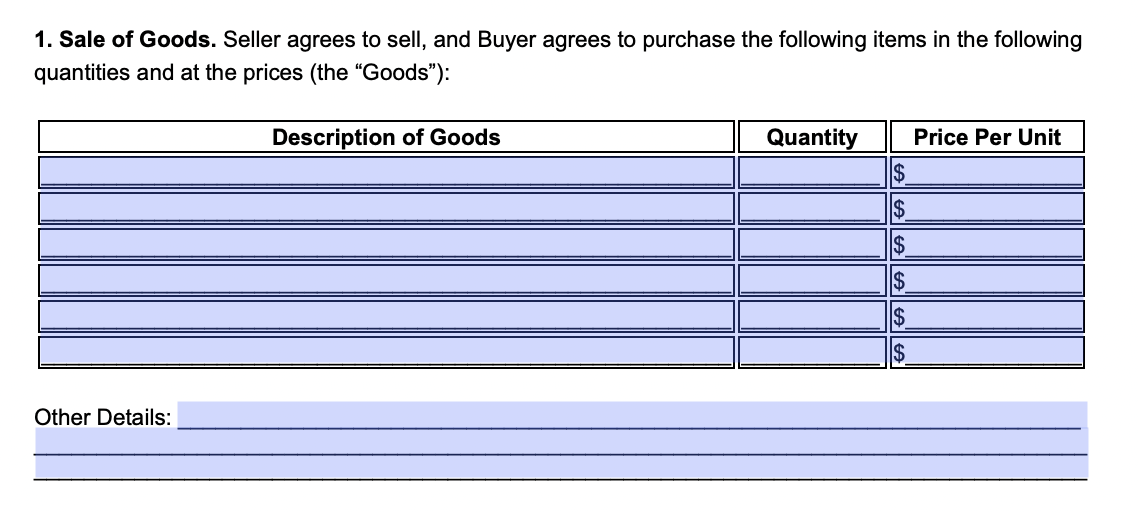 1. Sale of Goods. Seller agrees to sell, and Buyer agrees to purchase the following items in the following
quantities and at the prices (the “Goods”):
Description of Goods Quantity Price Per Unit
$
$
$
$
$
$
Other Details: